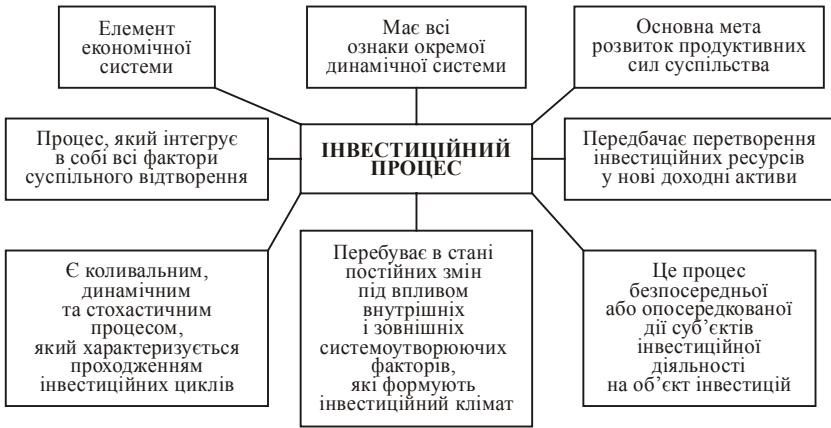 Елемент
економічної
системи
Має всі
ознаки окремої
динамічної системи
Основна мета
розвиток продуктивних
сил суспільства
Процес, який інтегрує
в собі всі фактори
суспільного відтворення
ІНВЕСТИЦІЙНИЙ
ПРОЦЕС
Передбачає перетворення
інвестиційних ресурсів
у нові доходні активи
Є коливальним,
динамічним
та стохастичним
процесом,
який характеризується
проходженням
інвестиційних циклів
Перебуває в стані
постійних змін
під впливом
внутрішніх
і зовнішніх
системоутворюючих
факторів,
які формують
інвестиційний клімат
Це процес
безпосередньої
або опосередкованої
дії суб’єктів
інвестиційної
діяльності
на об’єкт інвестицій